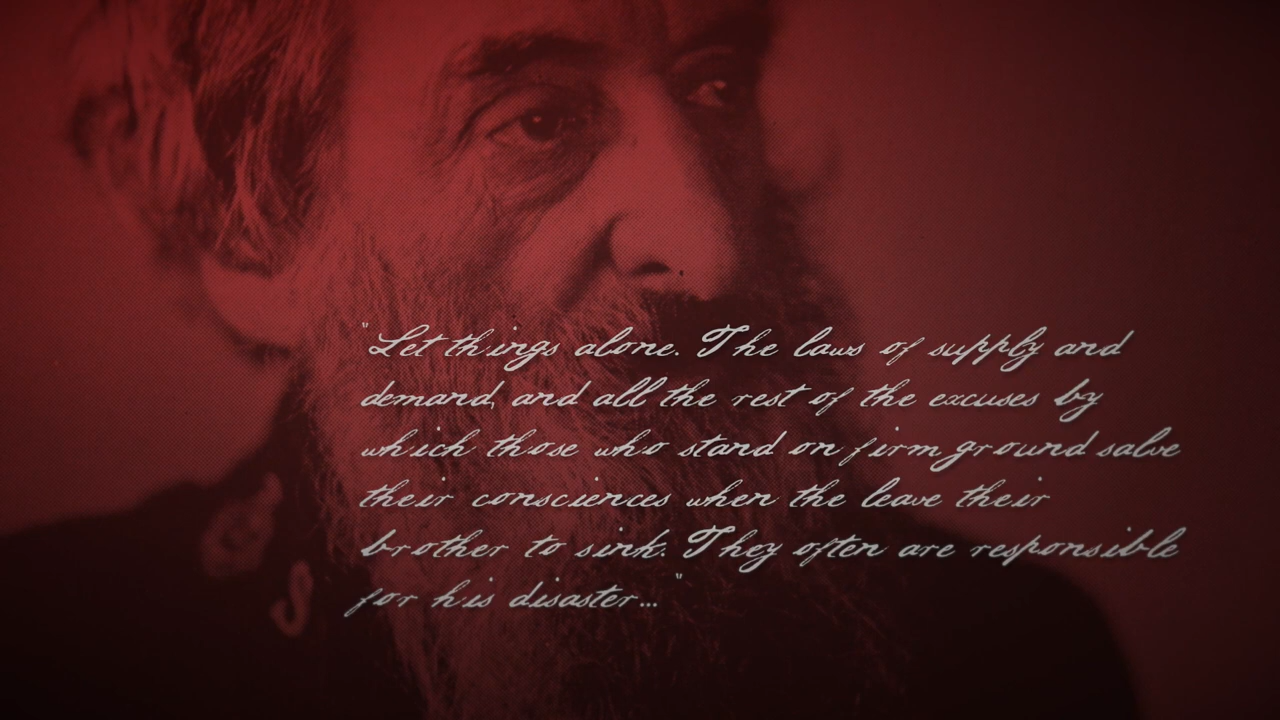 "Let things alone. The laws of supply and
demand, and all the rest of the excuses by
which those who stand on firm ground salve
their consciences when the leave their
brother to sink. They often are responsible
for his disaster..."